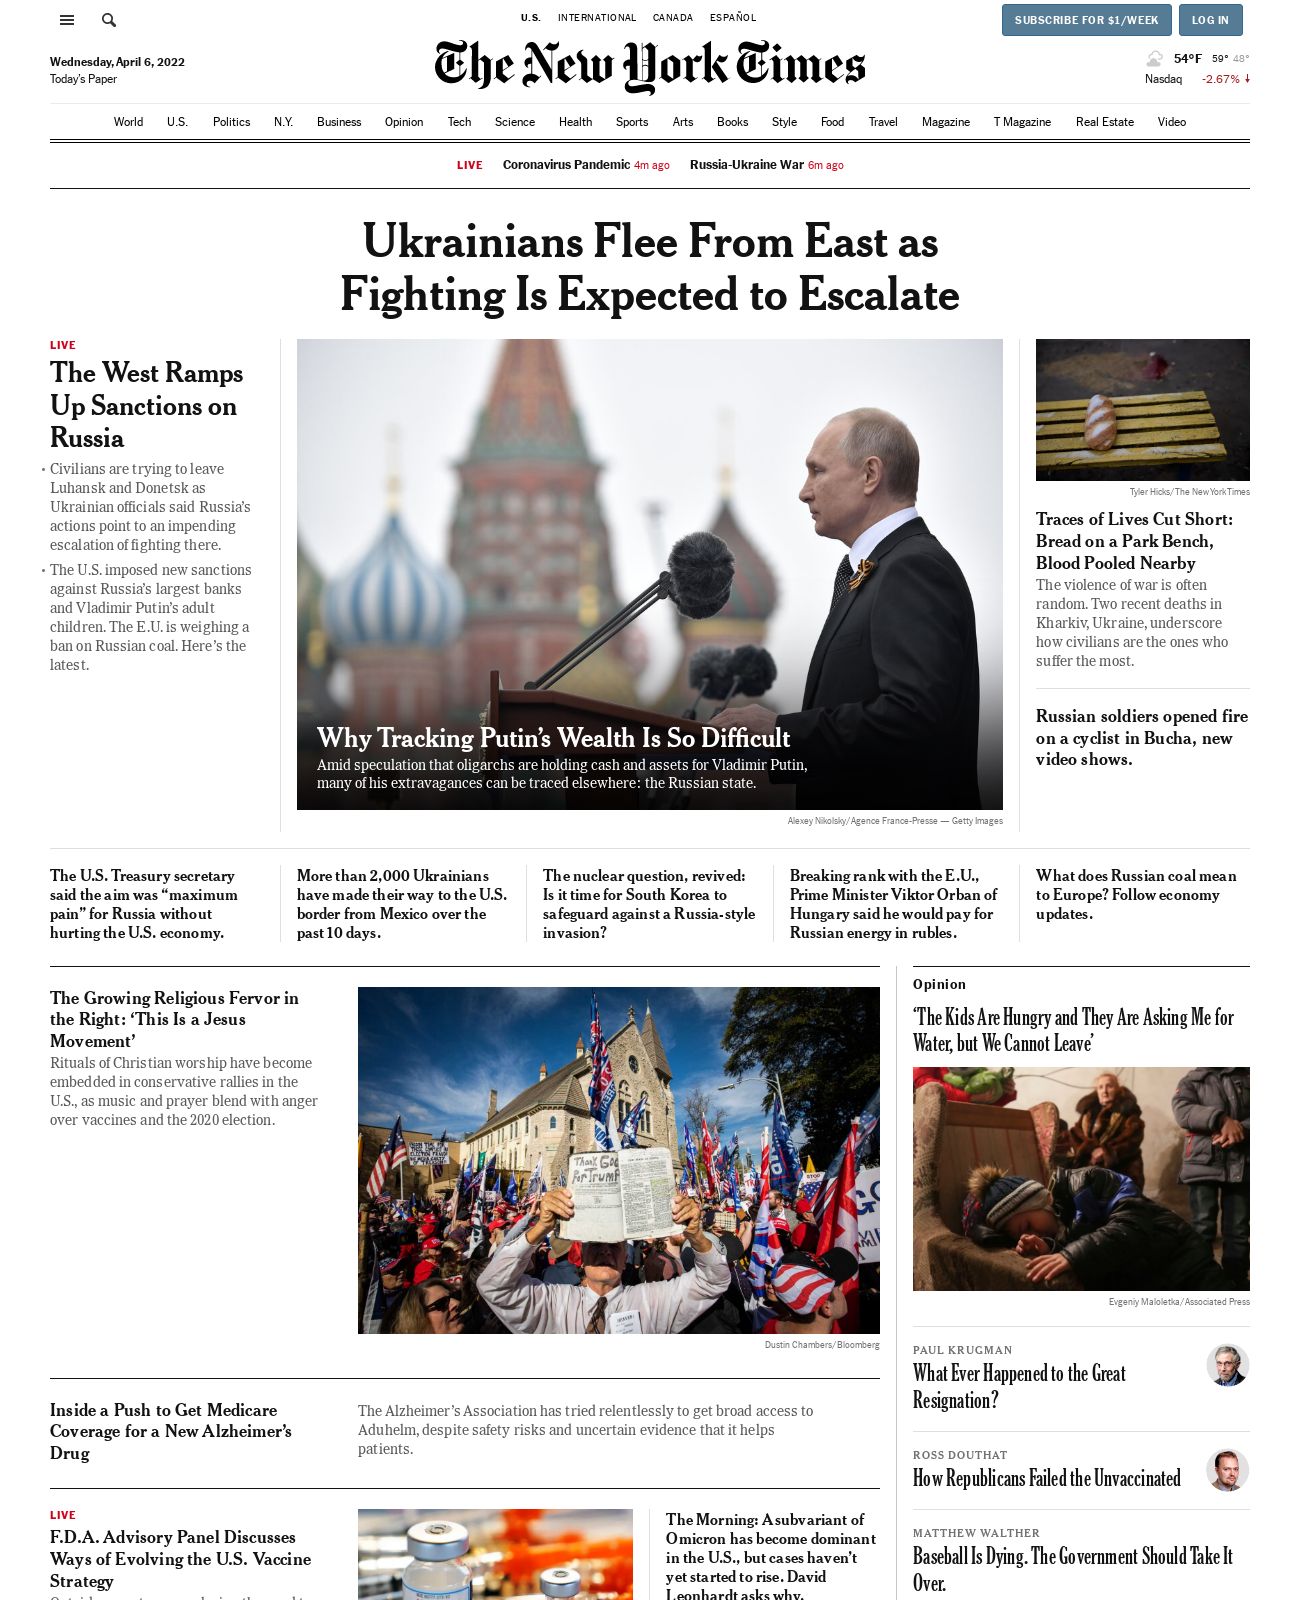 U.S. INTERNATIONAL CANADA ESPAÑOL
SUBSCRIBE FOR $1/WEEK LOG IN
Wednesday, April 6, 2022
Today's Paper
The New York Times
54°F 59° 48°
Nasdaq -2.67%
World U.S. Politics N.Y. Business Opinion Tech Science Health Sports Arts Books Style Food Travel Magazine T Magazine Real Estate Video
LIVE Coronavirus Pandemic 4m ago Russia-Ukraine War 6m ago
Ukrainians Flee From East as
Fighting Is Expected to Escalate
LIVE
The West Ramps
Up Sanctions on
Russia
Civilians are trying to leave
Luhansk and Donetsk as
Ukrainian officials said Russia's
actions point to an impending
escalation of fighting there.
The U.S. imposed new sanctions
against Russia's largest banks
and Vladimir Putin's adult
children. The E.U. is weighing a
ban on Russian coal. Here's the
latest.
Why Tracking Putin's Wealth Is So Difficult
Amid speculation that oligarchs are holding cash and assets for Vladimir Putin,
many of his extravagances can be traced elsewhere: the Russian state.
Alexey Nikolsky/Agence France-Presse — Getty Images
Tyler Hicks/The New York Times
Traces of Lives Cut Short:
Bread on a Park Bench,
Blood Pooled Nearby
The violence of war is often
random. Two recent deaths in
Kharkiv, Ukraine, underscore
how civilians are the ones who
suffer the most.
Russian soldiers opened fire
on a cyclist in Bucha, new
video shows.
The U.S. Treasury secretary
said the aim was “maximum
pain” for Russia without
hurting the U.S. economy.
More than 2,000 Ukrainians
have made their way to the U.S.
border from Mexico over the
past 10 days.
The nuclear question, revived:
Is it time for South Korea to
safeguard against a Russia-style
invasion?
Breaking rank with the E.U.,
Prime Minister Viktor Orban of
Hungary said he would pay for
Russian energy in rubles.
What does Russian coal mean
to Europe? Follow economy
updates.
The Growing Religious Fervor in
the Right: ‘This Is a Jesus
Movement’
Rituals of Christian worship have become
embedded in conservative rallies in the
U.S., as music and prayer blend with anger
over vaccines and the 2020 election.
Thank God
For Trump
Dustin Chambers/Bloomberg
Inside a Push to Get Medicare
Coverage for a New Alzheimer's
Drug
The Alzheimer's Association has tried relentlessly to get broad access to
Aduhelm, despite safety risks and uncertain evidence that it helps
patients.
LIVE
F.D.A. Advisory Panel Discusses
Ways of Evolving the U.S. Vaccine
Strategy
The Morning: A subvariant of
Omicron has become dominant
in the U.S., but cases haven't
yet started to rise. David
Leonhardt asks why.
Opinion
‘The Kids Are Hungry and They Are Asking Me for
Water, but We Cannot Leave’
Evgeniy Maloletka/Associated Press
PAUL KRUGMAN
What Ever Happened to the Great
Resignation?
ROSS DOUTHAT
How Republicans Failed the Unvaccinated
MATTHEW WALTHER
Baseball Is Dying. The Government Should Take It
Over.